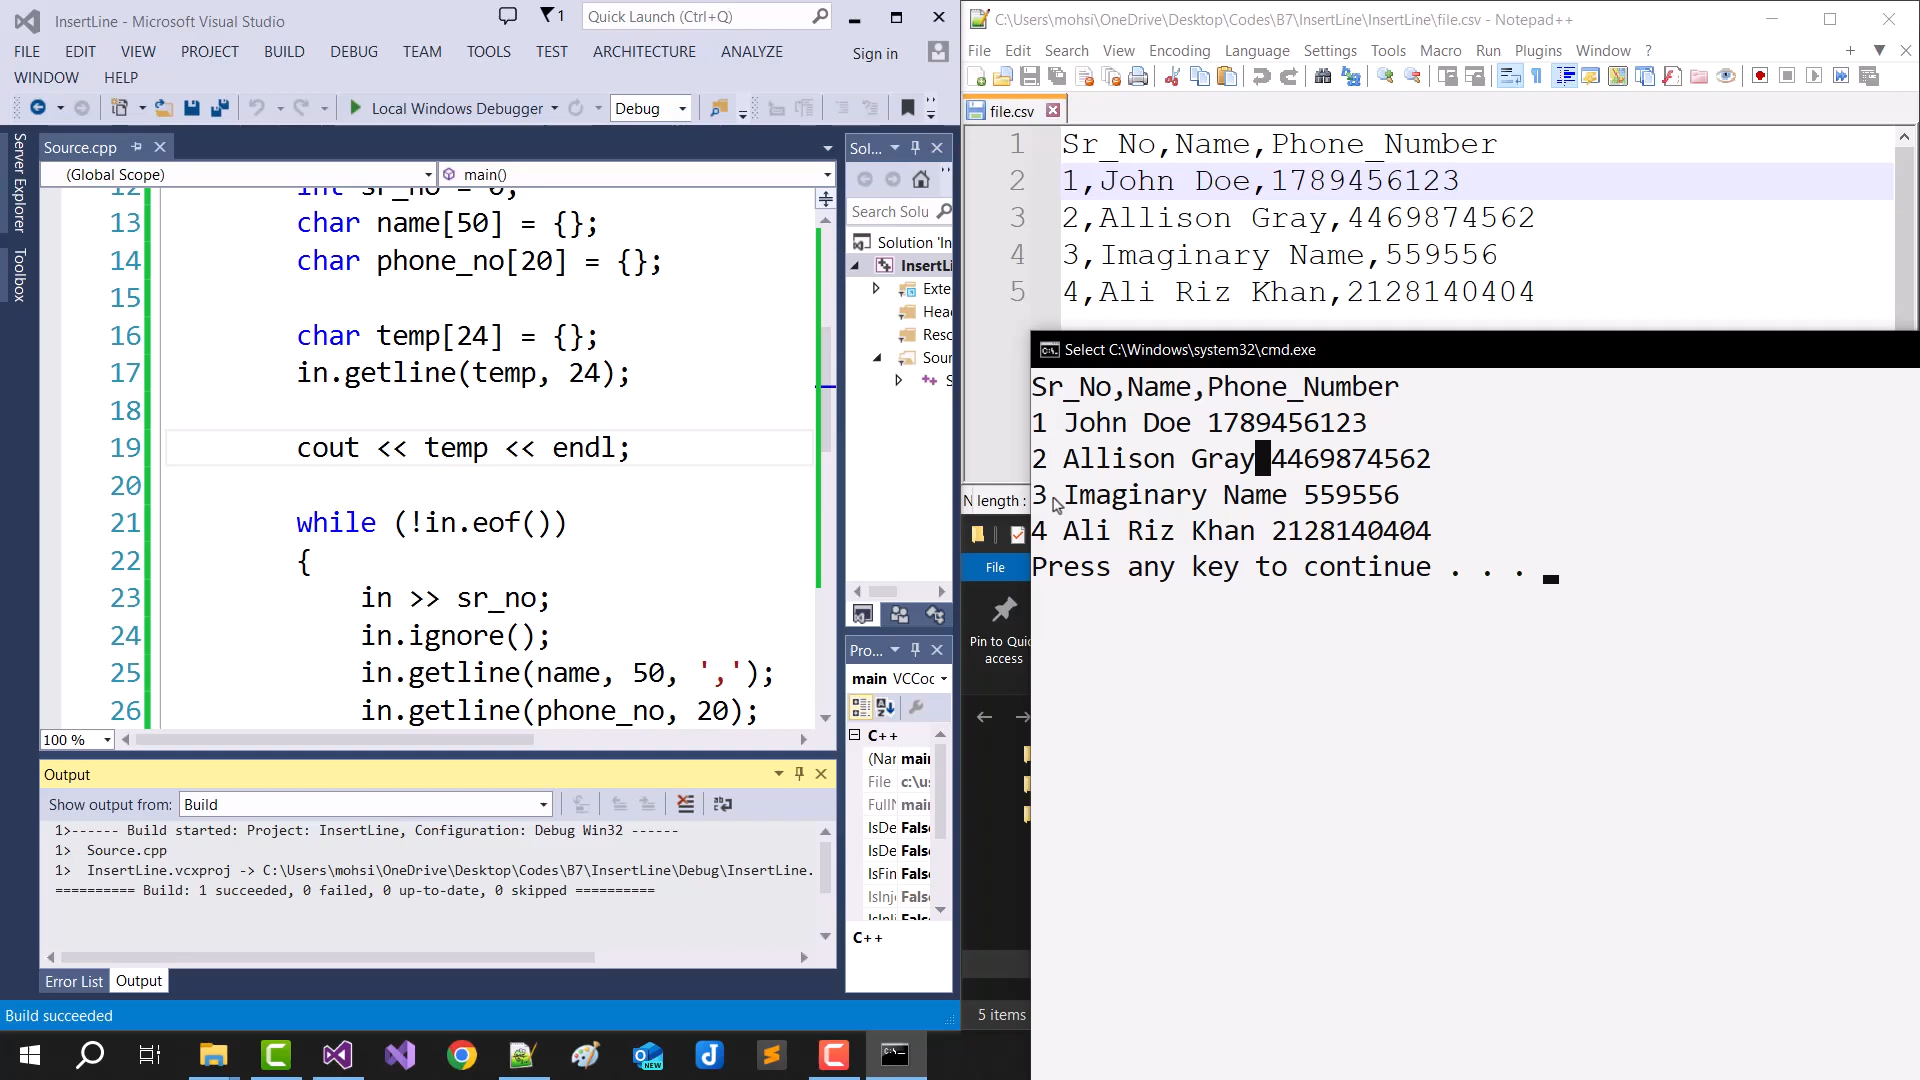 InsertLine - Microsoft Visual Studio
1
Quick Launch (Ctrl+Q)
FILE EDIT VIEW PROJECT BUILD DEBUG TEAM TOOLS TEST ARCHITECTURE ANALYZE
Sign in
WINDOW HELP
Local Windows Debugger
Debug
Server Explorer
Toolbox
Source.cpp
(Global Scope)
main()
12 int sr_no = 0;
13 char name[50] = {};
14 char phone_no[20] = {};
15
16 char temp[24] = {};
17 in.getline(temp, 24);
18
19 cout << temp << endl;
20
21 while (!in.eof())
22 {
23 in >> sr_no;
24 in.ignore();
25 in.getline(name, 50, ',');
26 in.getline(phone_no, 20);
100 %
Sol...
Search Solu
Solution 'In
InsertLi
Exte
Hea
Resc
Sour
S
Pro...
main VCCoc
C++
(Nar main
File c:\us
FullN main
IsDe False
IsDe False
IsFin False
IsInje False
IsInli False
C++
Output
Show output from: Build
1>------ Build started: Project: InsertLine, Configuration: Debug Win32 ------
1>  Source.cpp
1>  InsertLine.vcxproj -> C:\Users\mohsi\OneDrive\Desktop\Codes\B7\InsertLine\Debug\InsertLine.
========== Build: 1 succeeded, 0 failed, 0 up-to-date, 0 skipped ==========
Error List Output
Build succeeded
C:\Users\mohsi\OneDrive\Desktop\Codes\B7\InsertLine\InsertLine\file.csv - Notepad++
File Edit Search View Encoding Language Settings Tools Macro Run Plugins Window ?
file.csv
1 Sr_No,Name,Phone_Number
2 1,John Doe,1789456123
3 2,Allison Gray,4469874562
4 3,Imaginary Name,559556
5 4,Ali Riz Khan,2128140404
N length :
File
Pin to Quic
access
5 items
Select C:\Windows\system32\cmd.exe
Sr_No,Name,Phone_Number
1 John Doe 1789456123
2 Allison Gray 4469874562
3 Imaginary Name 559556
4 Ali Riz Khan 2128140404
Press any key to continue . . .
NEW